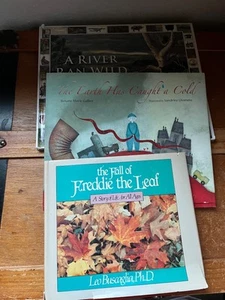 A RIVER
RAN WILD
The Earth Has Caught a Cold
the Fall of
Freddie the Leaf
A Story of Life for All Ages
Leo Buscaglia, Ph.D.